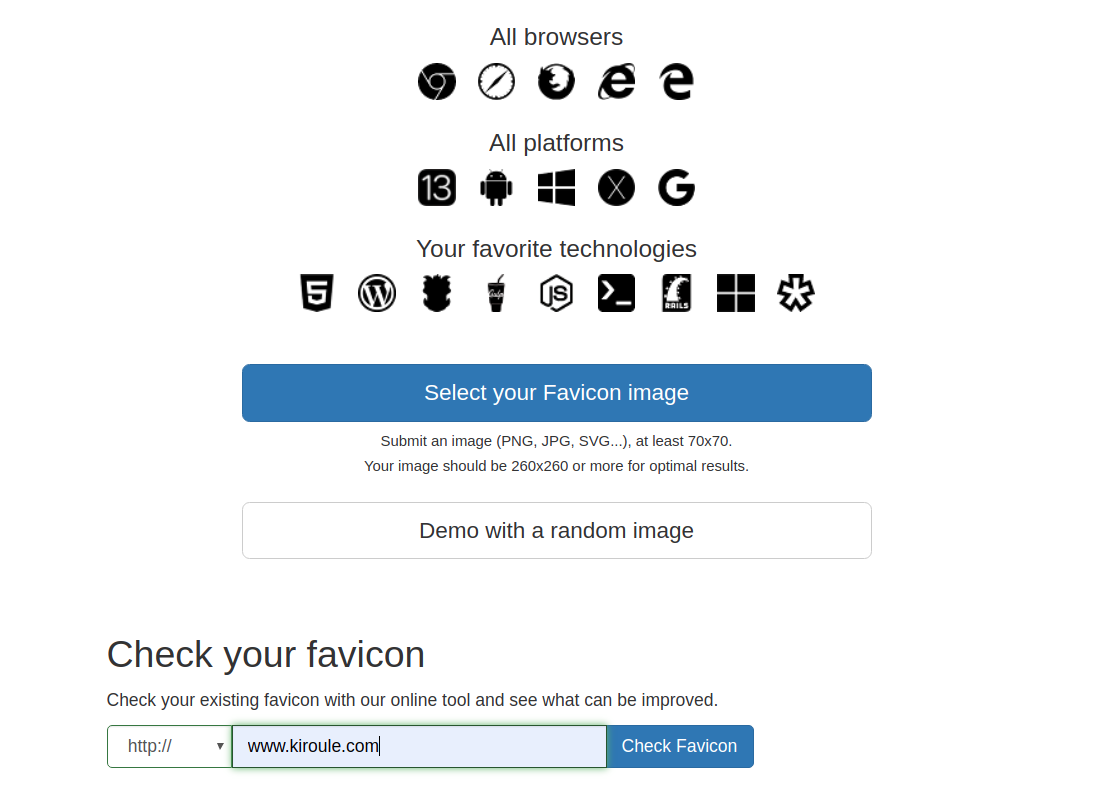 All browsers
All platforms
13
X
G
Your favorite technologies
5
W
JS
RAILS
Select your Favicon image
Submit an image (PNG, JPG, SVG...), at least 70x70.
Your image should be 260x260 or more for optimal results.
Demo with a random image
Check your favicon
Check your existing favicon with our online tool and see what can be improved.
http:// www.kiroule.com Check Favicon